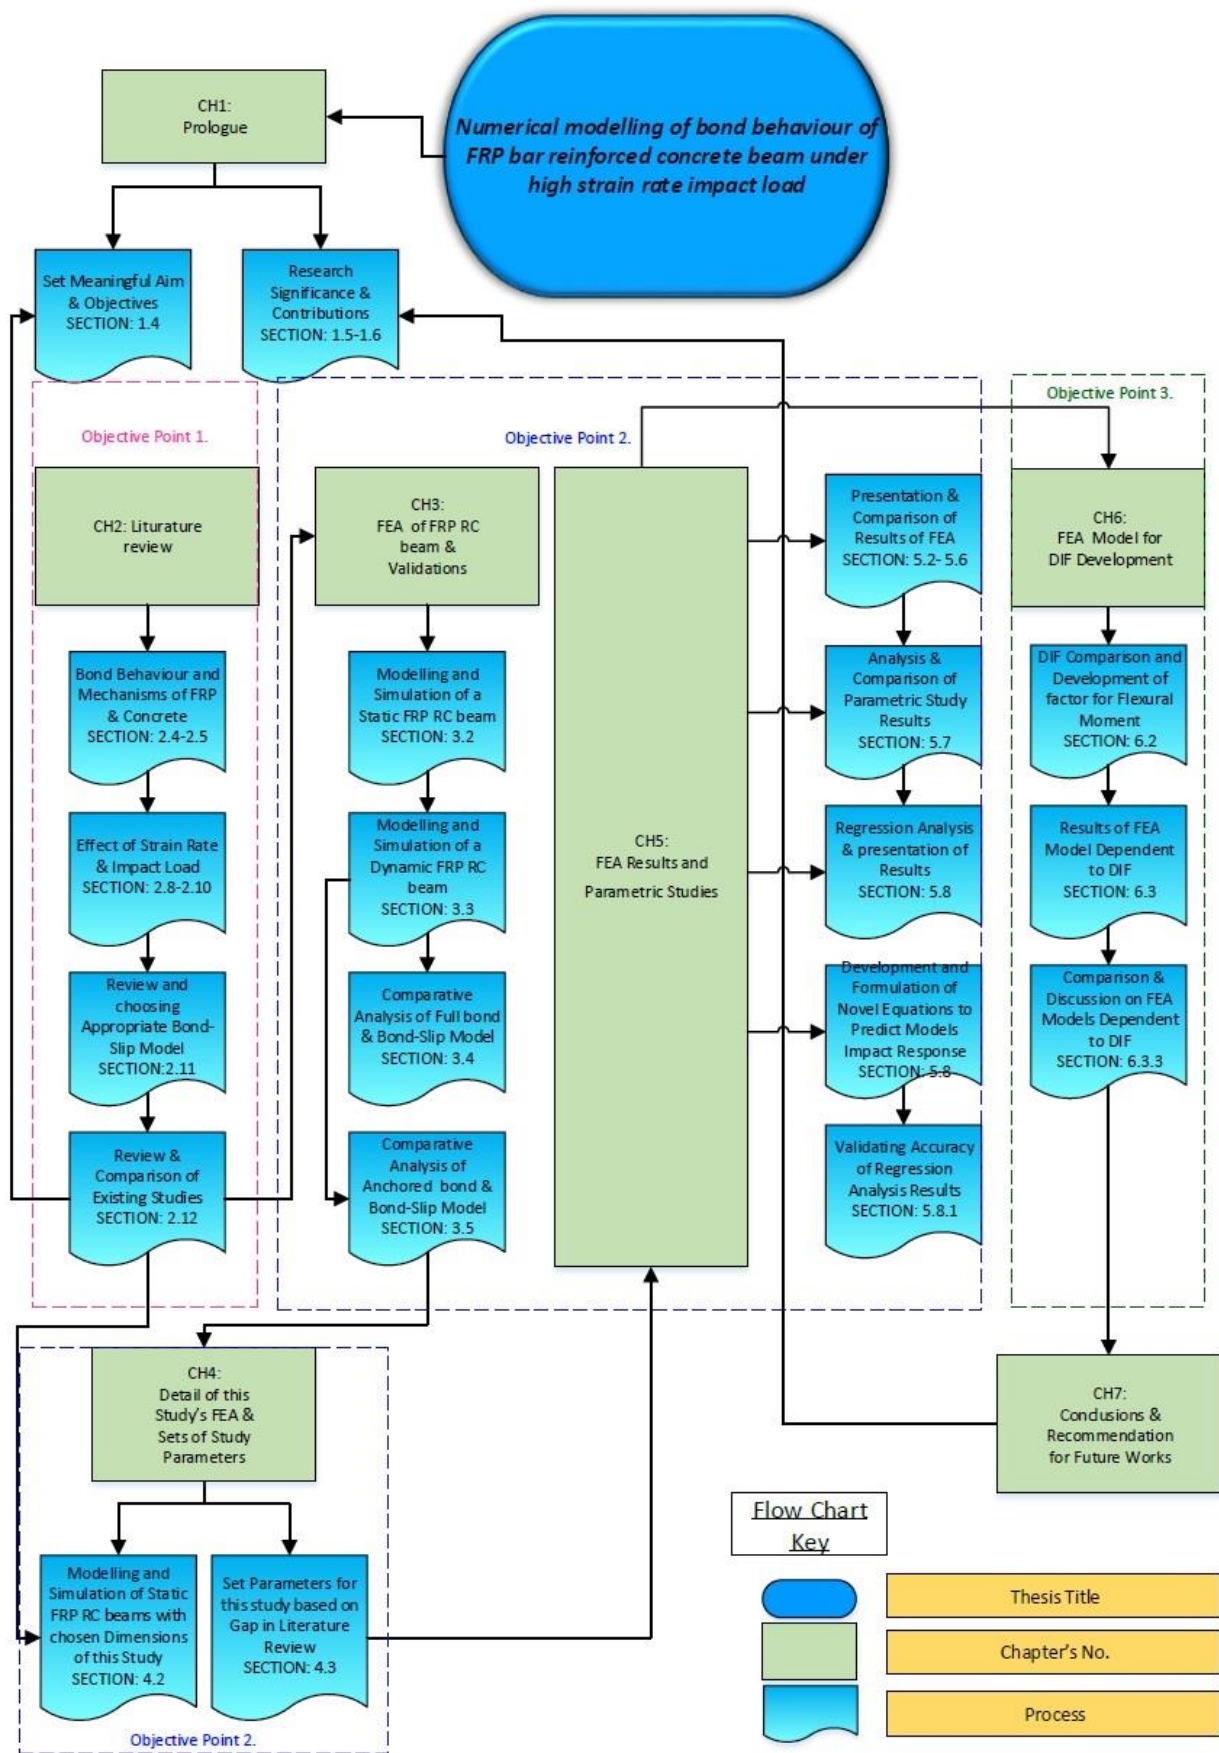 CH1:
Prologue
Numerical modelling of bond behaviour of
FRP bar reinforced concrete beam under
high strain rate impact load
Set Meaningful Aim
& Objectives
SECTION: 1.4
Research
Significance &
Contributions
SECTION: 1.5-1.6
Objective Point 1.
CH2: Liturature
review
Bond Behaviour and
Mechanisms of FRP
& Concrete
SECTION: 2.4-2.5
Effect of Strain Rate
& Impact Load
SECTION: 2.8-2.10
Review and
choosing
Appropriate Bond-
Slip Model
SECTION:2.11
Review &
Comparison of
Existing Studies
SECTION: 2.12
Objective Point 2.
CH3:
FEA of FRP RC
beam &
Validations
Modelling and
Simulation of a
Static FRP RC beam
SECTION: 3.2
Modelling and
Simulation of a
Dynamic FRP RC
beam
SECTION: 3.3
Comparative
Analysis of Full bond
& Bond-Slip Model
SECTION: 3.4
Comparative
Analysis of
Anchored bond &
Bond-Slip Model
SECTION: 3.5
CH5:
FEA Results and
Parametric Studies
Presentation &
Comparison of
Results of FEA
SECTION: 5.2- 5.6
Analysis &
Comparison of
Parametric Study
Results
SECTION: 5.7
Regression Analysis
& presentation of
Results
SECTION: 5.8
Development and
Formulation of
Novel Equations to
Predict Models
Impact Response
SECTION: 5.8
Validating Accuracy
of Regression
Analysis Results
SECTION: 5.8.1
Objective Point 3.
CH6:
FEA Model for
DIF Development
DIF Comparison and
Development of
factor for Flexural
Moment
SECTION: 6.2
Results of FEA
Model Dependent
to DIF
SECTION: 6.3
Comparison &
Discussion on FEA
Models Dependent
to DIF
SECTION: 6.3.3
CH4:
Detail of this
Study's FEA &
Sets of Study
Parameters
Modelling and
Simulation of Static
FRP RC beams with
chosen Dimensions
of this Study
SECTION: 4.2
Set Parameters for
this study based on
Gap in Literature
Review
SECTION: 4.3
Objective Point 2.
CH7:
Conclusions &
Recommendation
for Future Works
Flow Chart
Key
Thesis Title
Chapter's No.
Process